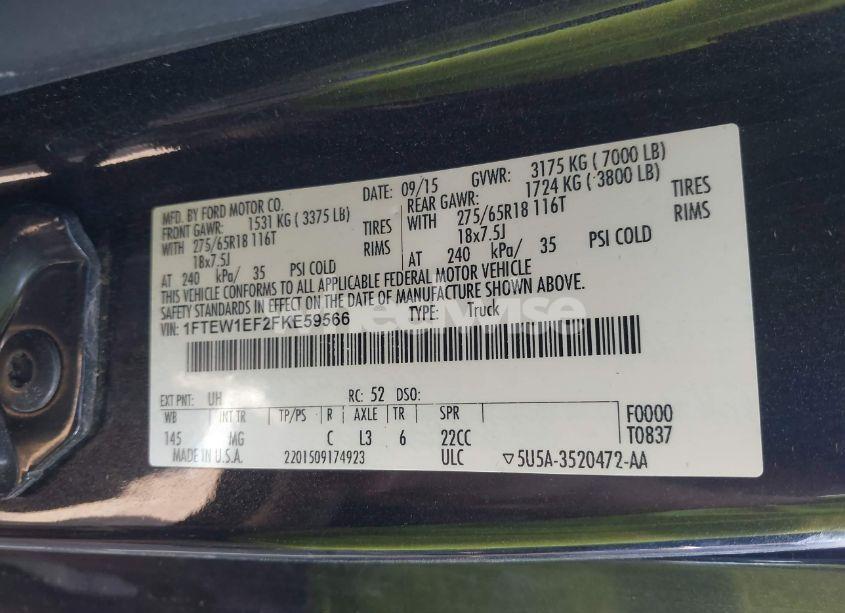 MFD. BY FORD MOTOR CO. DATE: 09/15 GVWR: 3175 KG ( 7000 LB)
FRONT GAWR: 1531 KG ( 3375 LB) REAR GAWR: 1724 KG ( 3800 LB)
WITH 275/65R18 116T TIRES WITH 275/65R18 116T TIRES
18x7.5J RIMS 18x7.5J RIMS
AT 240 kPa/ 35 PSI COLD AT 240 kPa/ 35 PSI COLD
THIS VEHICLE CONFORMS TO ALL APPLICABLE FEDERAL MOTOR VEHICLE
SAFETY STANDARDS IN EFFECT ON THE DATE OF MANUFACTURE SHOWN ABOVE.
VIN: 1FTEW1EF2FKE59566 TYPE: Truck
EXT PNT: UH RC: 52 DSO:
WB INT TR TP/PS R AXLE TR SPR F0000
145 MG C L3 6 22CC T0837
MADE IN U.S.A. 2201509174923 ULC ▽5U5A-3520472-AA